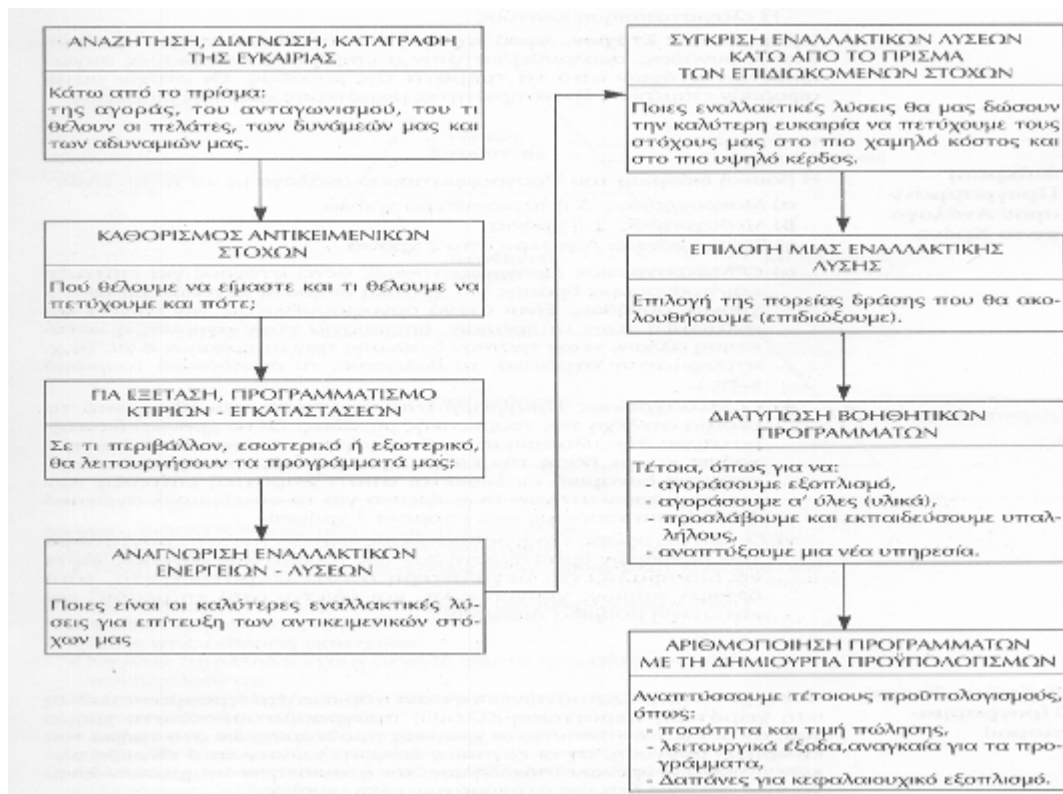 ΑΝΑΖΗΤΗΣΗ, ΔΙΑΓΝΩΣΗ, ΚΑΤΑΓΡΑΦΗ
ΤΗΣ ΕΥΚΑΙΡΙΑΣ
Κάτω από το πρίσμα:
της αγοράς, του ανταγωνισμού, του τι
θέλουν οι πελάτες, των δυνάμεών μας και
των αδυναμιών μας.
ΚΑΘΟΡΙΣΜΟΣ ΑΝΤΙΚΕΙΜΕΝΙΚΩΝ
ΣΤΟΧΩΝ
Πού θέλουμε να είμαστε και τι θέλουμε να
πετύχουμε και πότε;
ΓΙΑ ΕΞΕΤΑΣΗ, ΠΡΟΓΡΑΜΜΑΤΙΣΜΟ
ΚΤΙΡΙΩΝ - ΕΓΚΑΤΑΣΤΑΣΕΩΝ
Σε τι περιβάλλον, εσωτερικό ή εξωτερικό,
θα λειτουργήσουν τα προγράμματά μας;
ΑΝΑΓΝΩΡΙΣΗ ΕΝΑΛΛΑΚΤΙΚΩΝ
ΕΝΕΡΓΕΙΩΝ - ΛΥΣΕΩΝ
Ποιες είναι οι καλύτερες εναλλακτικές λύ-
σεις για επίτευξη των αντικειμενικών στό-
χων μας
ΣΥΓΚΡΙΣΗ ΕΝΑΛΛΑΚΤΙΚΩΝ ΛΥΣΕΩΝ
ΚΑΤΩ ΑΠΟ ΤΟ ΠΡΙΣΜΑ
ΤΩΝ ΕΠΙΔΙΩΚΟΜΕΝΩΝ ΣΤΟΧΩΝ
Ποιες εναλλακτικές λύσεις θα μας δώσουν
την καλύτερη ευκαιρία να πετύχουμε τους
στόχους μας στο πιο χαμηλό κόστος και
στο πιο υψηλό κέρδος.
ΕΠΙΛΟΓΗ ΜΙΑΣ ΕΝΑΛΛΑΚΤΙΚΗΣ
ΛΥΣΗΣ
Επιλογή της πορείας δράσης που θα ακο-
λουθήσουμε (επιδιώξουμε).
ΔΙΑΤΥΠΩΣΗ ΒΟΗΘΗΤΙΚΩΝ
ΠΡΟΓΡΑΜΜΑΤΩΝ
Τέτοια, όπως για να:
- αγοράσουμε εξοπλισμό,
- αγοράσουμε α' ύλες (υλικά),
- προσλάβουμε και εκπαιδεύσουμε υπαλ-
λήλους,
- αναπτύξουμε μια νέα υπηρεσία.
ΑΡΙΘΜΟΠΟΙΗΣΗ ΠΡΟΓΡΑΜΜΑΤΩΝ
ΜΕ ΤΗ ΔΗΜΙΟΥΡΓΙΑ ΠΡΟΫΠΟΛΟΓΙΣΜΩΝ
Αναπτύσσουμε τέτοιους προϋπολογισμούς,
όπως:
- ποσότητα και τιμή πώλησης,
- λειτουργικά έξοδα,αναγκαία για τα προ-
γράμματα,
- Δαπάνες για κεφαλαιουχικό εξοπλισμό.